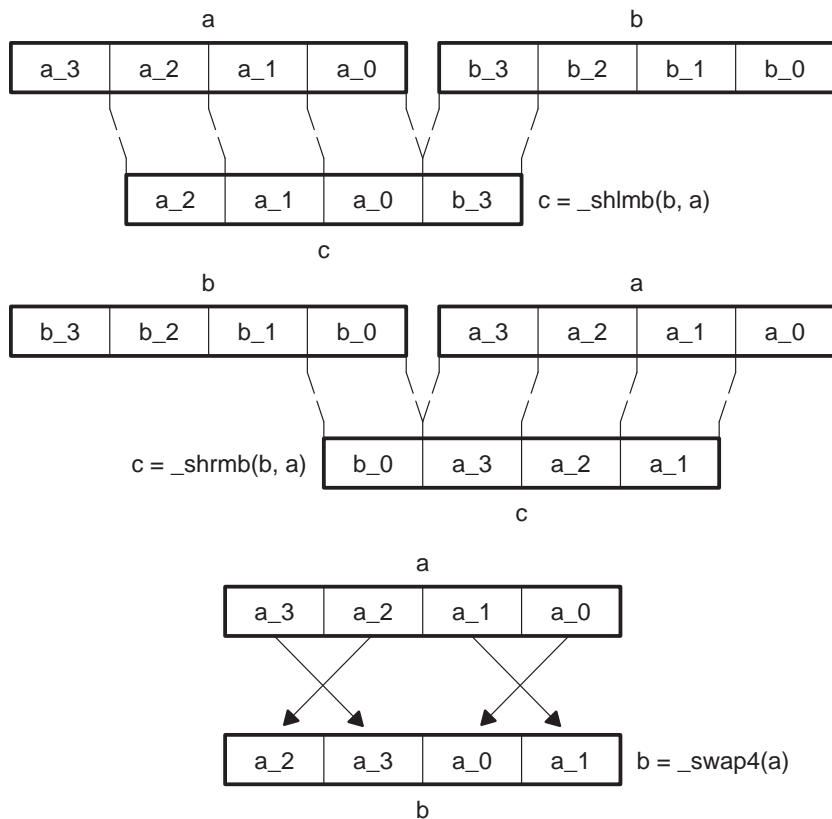 a b
a_3 a_2 a_1 a_0 b_3 b_2 b_1 b_0
a_2 a_1 a_0 b_3 c = _shlmb(b, a)
c
b a
b_3 b_2 b_1 b_0 a_3 a_2 a_1 a_0
c = _shrmb(b, a) b_0 a_3 a_2 a_1
c
a
a_3 a_2 a_1 a_0
a_2 a_3 a_0 a_1 b = _swap4(a)
b